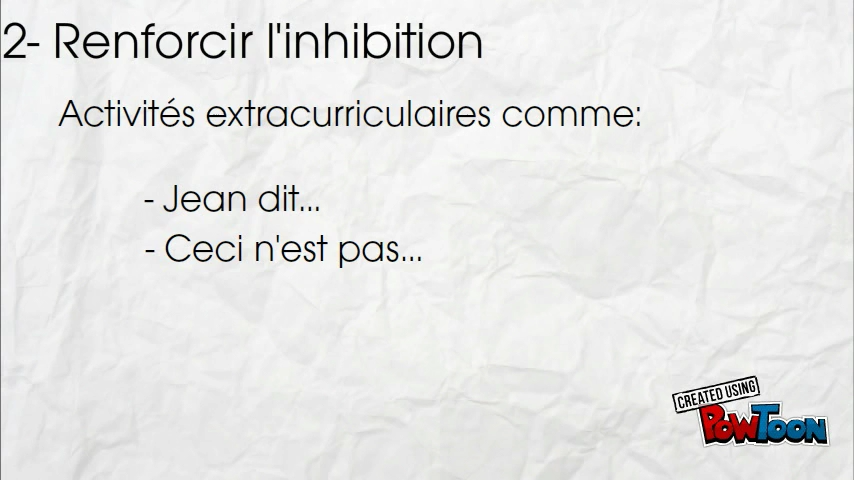 2- Renforcir l'inhibition
Activités extracurriculaires comme:
- Jean dit...
- Ceci n'est pas...
CREATED USING
POWTOON